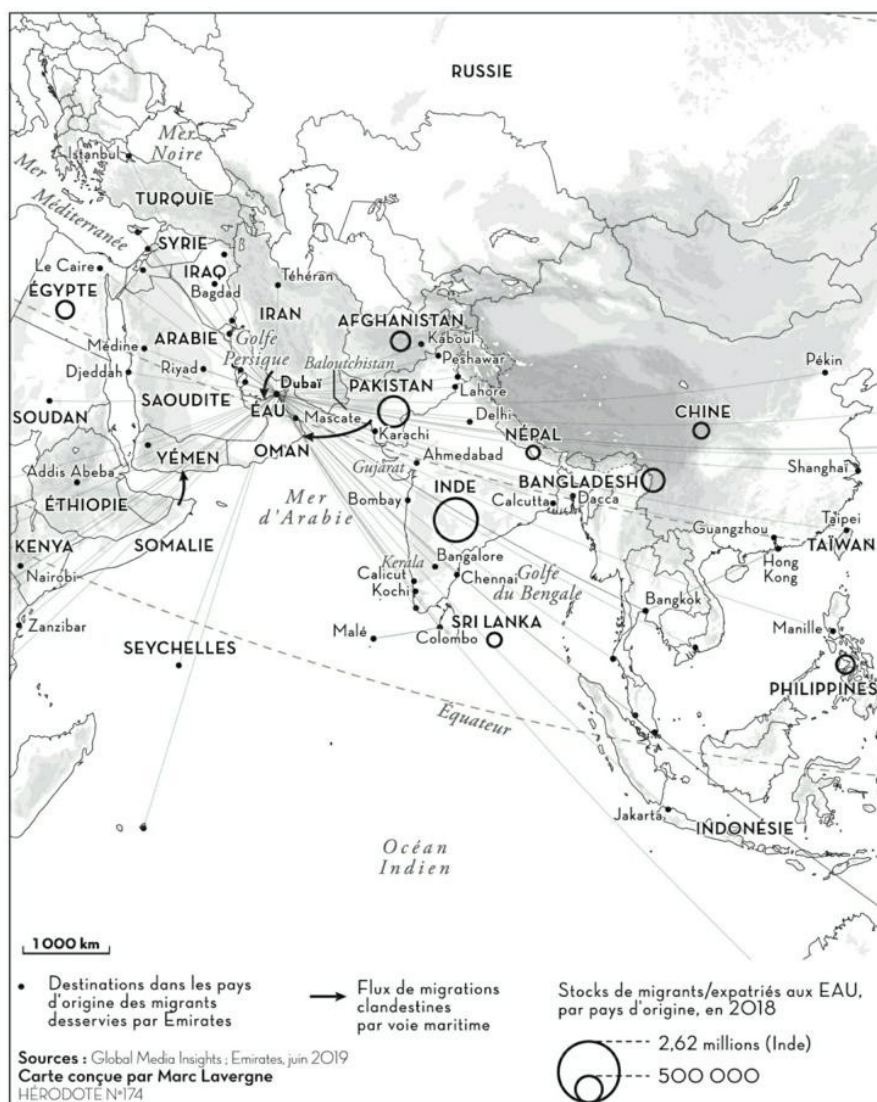 RUSSIE
Mer
Noire
Istanbul
Mer
Méditerranée
TURQUIE
SYRIE
Le Caire
IRAQ
Bagdad
Téhéran
ÉGYPTE
IRAN
AFGHANISTAN
Kaboul
Peshawar
Médine
ARABIE
Golfe
Persique
Baloutchistan
Pékin
Djeddah
Riyad
Dubaï
PAKISTAN
Lahore
SOUDAN
SAOUDITE
ÉAU
Mascate
Delhi
CHINE
Karachi
NÉPAL
YÉMEN
OMAN
Gujarat
Ahmedabad
Shanghaï
Addis Abeba
INDE
BANGLADESH
ÉTHIOPIE
Mer
d'Arabie
Bombay
Calcutta
Dacca
Taipei
KENYA
SOMALIE
Guangzhou
TAÏWAN
Nairobi
Kerala
Bangalore
Golfe
du Bengale
Hong
Kong
Calicut
Chennai
Kochi
Bangkok
Zanzibar
Malé
SRI LANKA
Colombo
Manille
SEYCHELLES
PHILIPPINES
Équateur
Jakarta
INDONÉSIE
Océan
Indien
1 000 km
Destinations dans les pays
d'origine des migrants
desservies par Emirates
Flux de migrations
clandestines
par voie maritime
Stocks de migrants/expatriés aux EAU,
par pays d'origine, en 2018
2,62 millions (Inde)
500 000
Sources : Global Media Insights ; Emirates, juin 2019
Carte conçue par Marc Lavergne
HÉRODOTE N°174